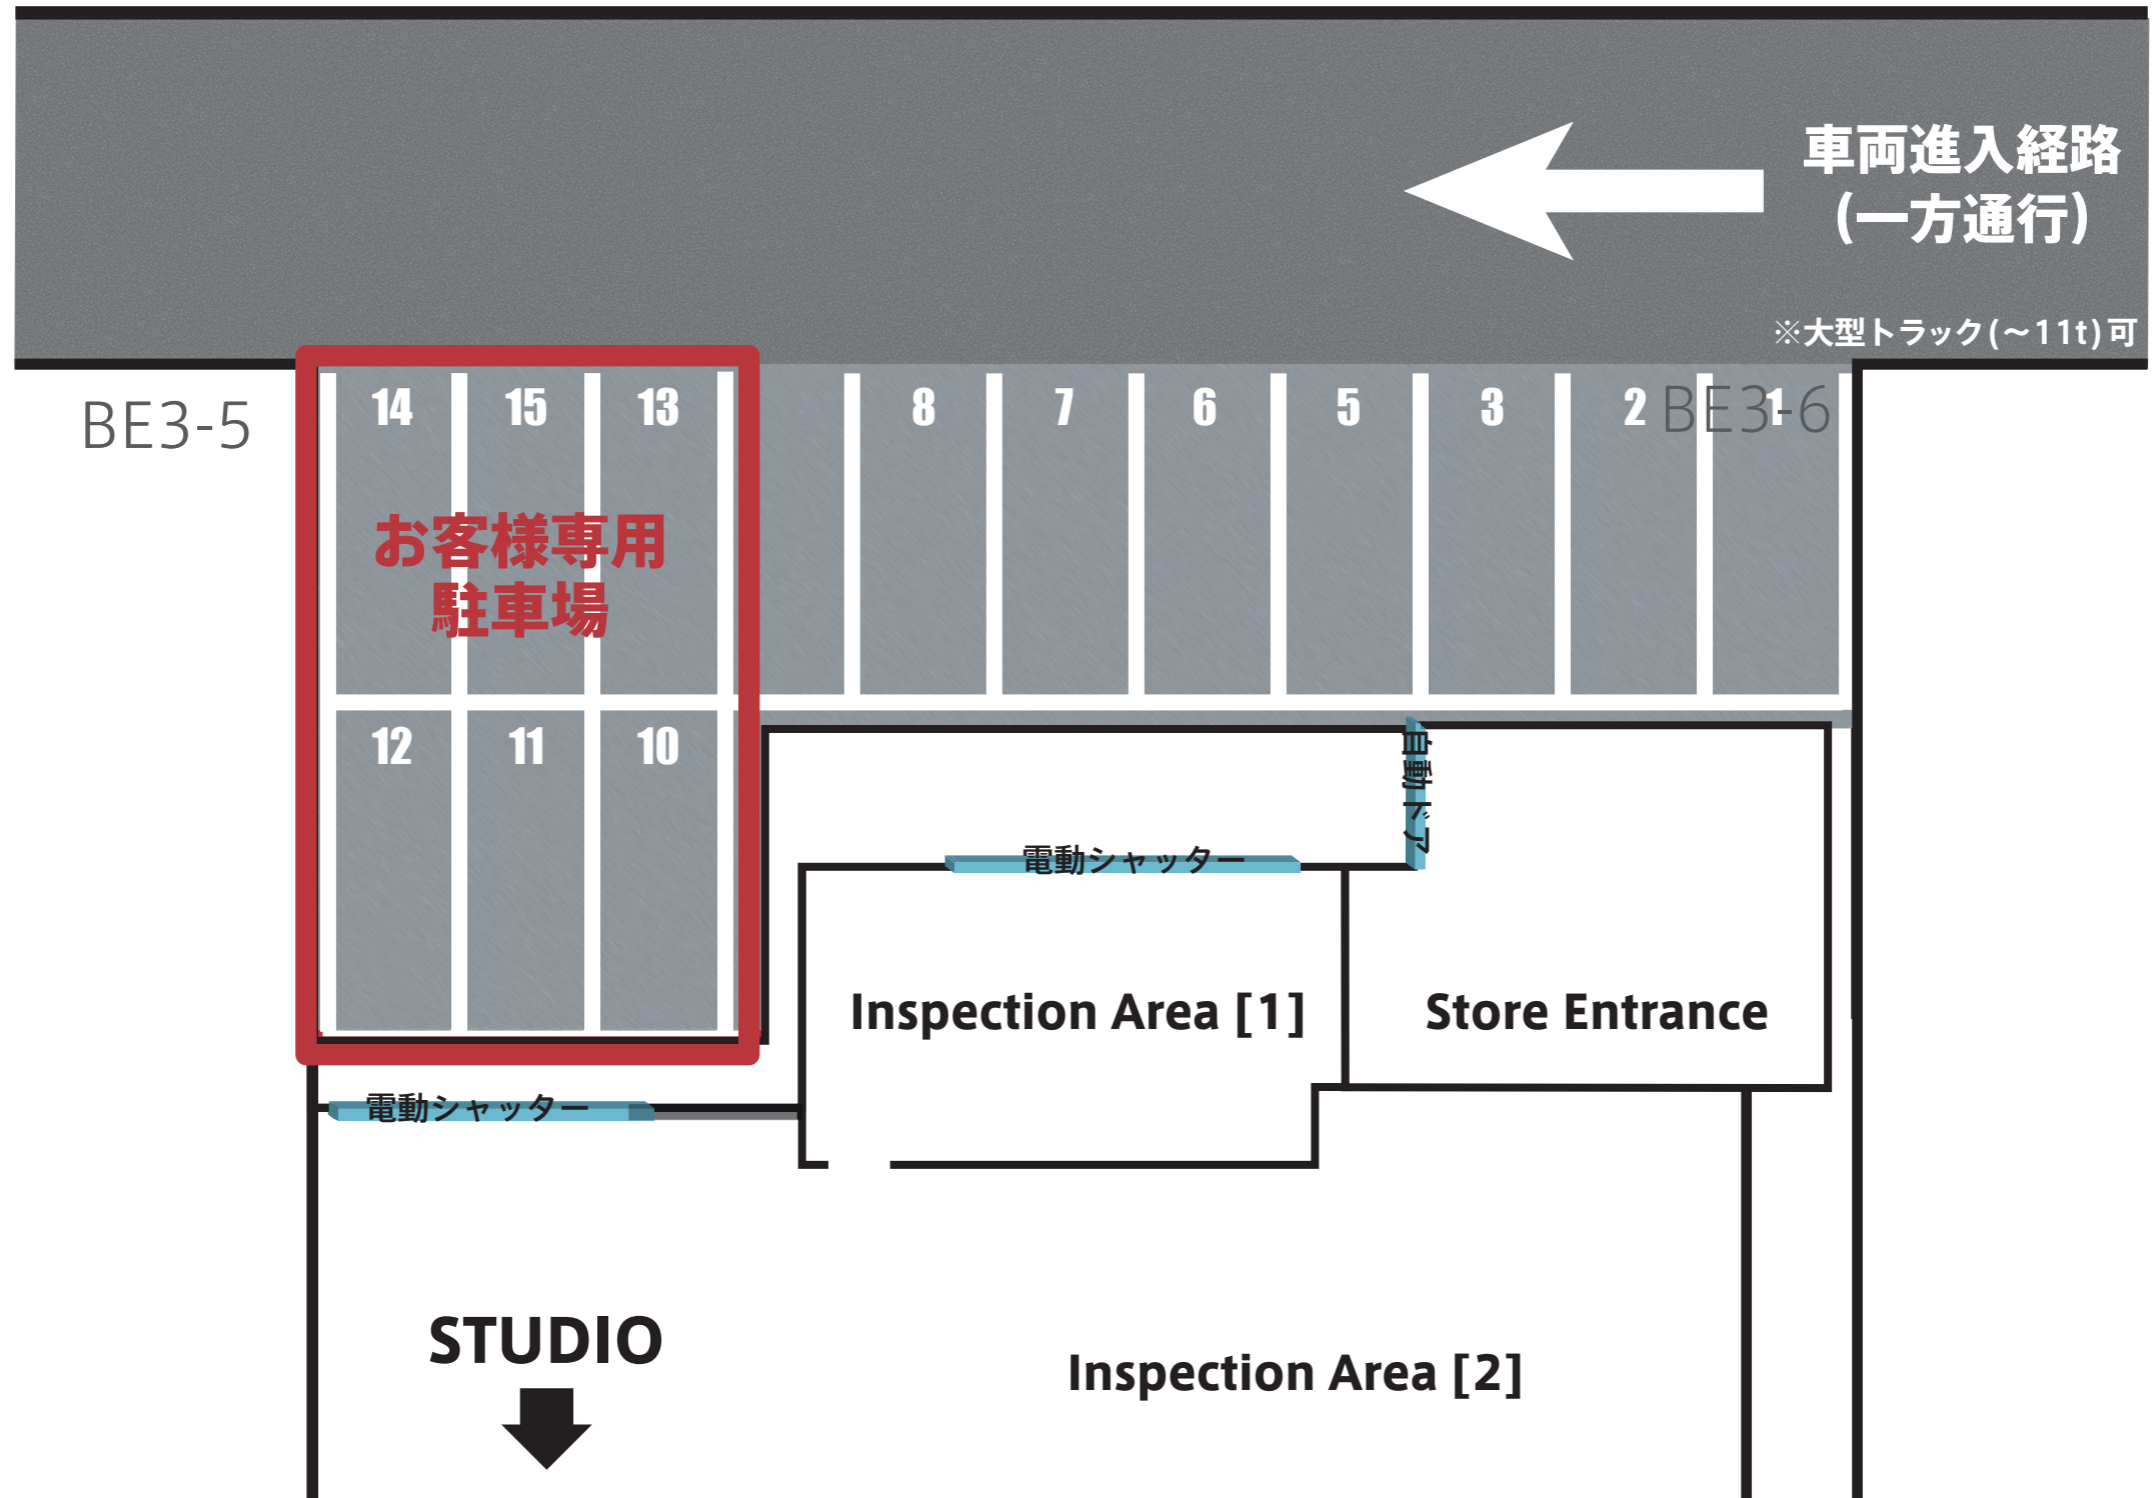 車両進入経路
(一方通行)
※大型トラック(～11t)可
BE3-5
14 15 13 8 7 6 5 3 2 1
BE3-6
お客様専用
駐車場
12 11 10
自動ドア
電動シャッター
Inspection Area [1]
Store Entrance
電動シャッター
STUDIO
Inspection Area [2]